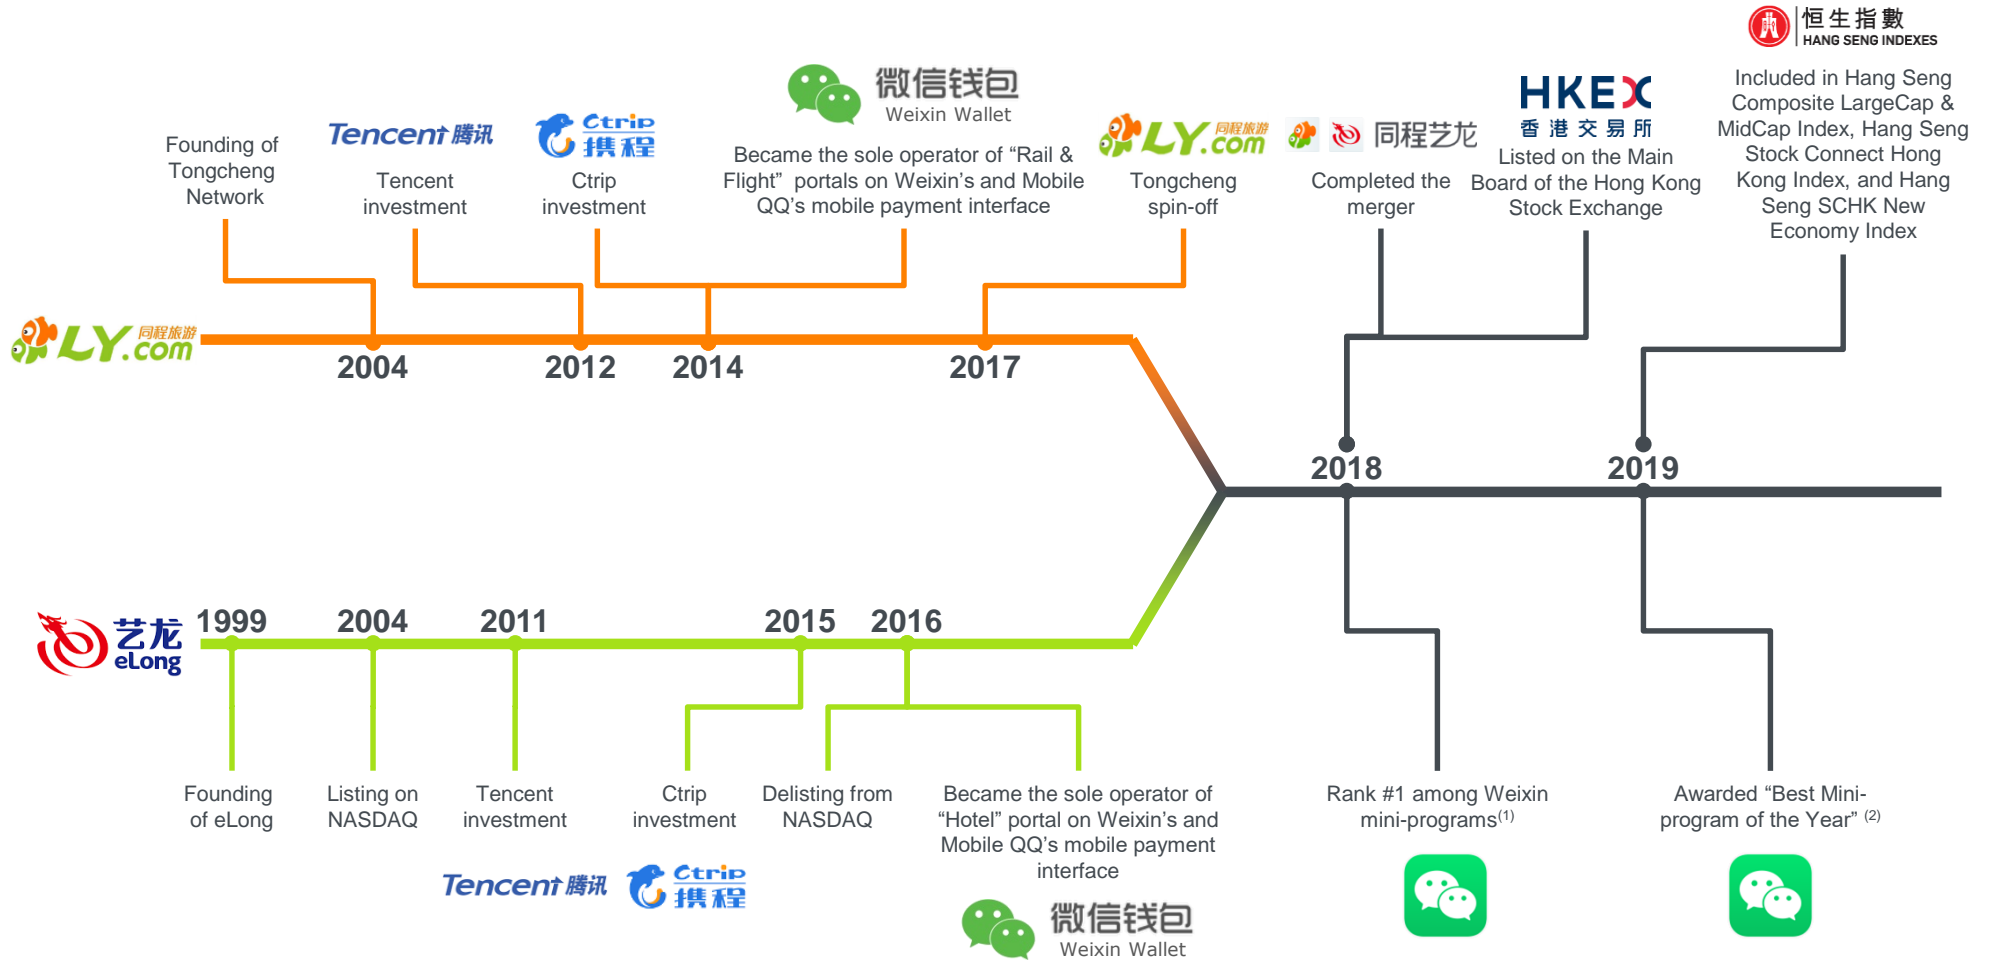 恒生指數
HANG SENG INDEXES
Included in Hang Seng
Composite LargeCap &
MidCap Index, Hang Seng
Stock Connect Hong
Kong Index, and Hang
Seng SCHK New
Economy Index
Founding of
Tongcheng
Network
Tencent 腾讯
Tencent
investment
Ctrip
携程
Ctrip
investment
微信钱包
Weixin Wallet
Became the sole operator of “Rail &
Flight” portals on Weixin’s and Mobile
QQ’s mobile payment interface
LY.com 同程旅游
Tongcheng
spin-off
同程艺龙
Completed the
merger
HKEX
香港交易所
Listed on the Main
Board of the Hong Kong
Stock Exchange
LY.com 同程旅游
2004
2012
2014
2017
2018
2019
艺龙
eLong
1999
2004
2011
2015
2016
Founding
of eLong
Listing on
NASDAQ
Tencent
investment
Tencent 腾讯
Ctrip
investment
Ctrip
携程
Delisting from
NASDAQ
Became the sole operator of
“Hotel” portal on Weixin’s and
Mobile QQ’s mobile payment
interface
微信钱包
Weixin Wallet
Rank #1 among Weixin
mini-programs(1)
Awarded “Best Mini-
program of the Year” (2)